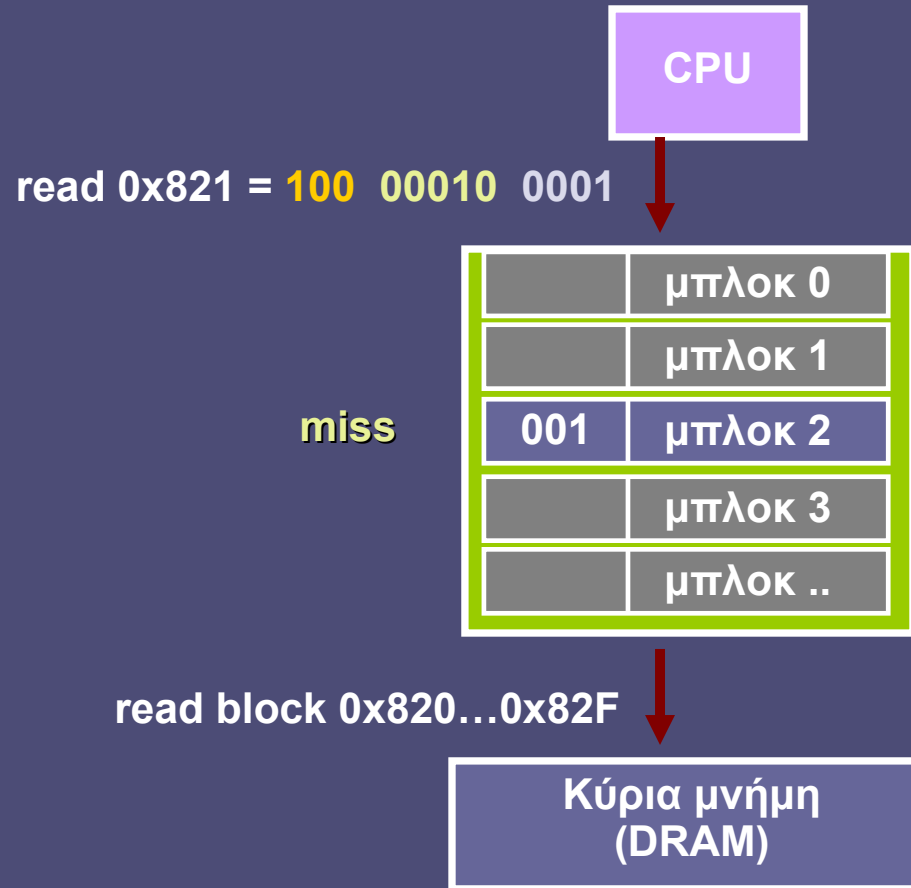 CPU
read 0x821 = 100 00010 0001
μπλοκ 0
μπλοκ 1
miss
001 μπλοκ 2
μπλοκ 3
μπλοκ ..
read block 0x820…0x82F
Κύρια μνήμη
(DRAM)